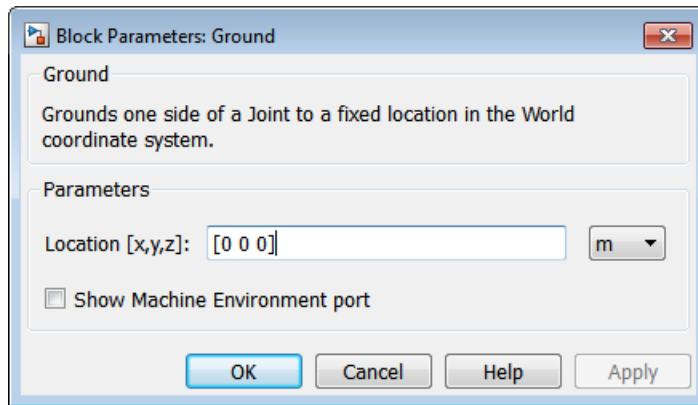 Block Parameters: Ground
Ground
Grounds one side of a Joint to a fixed location in the World
coordinate system.
Parameters
Location [x,y,z]: [0 0 0] m
Show Machine Environment port
OK Cancel Help Apply